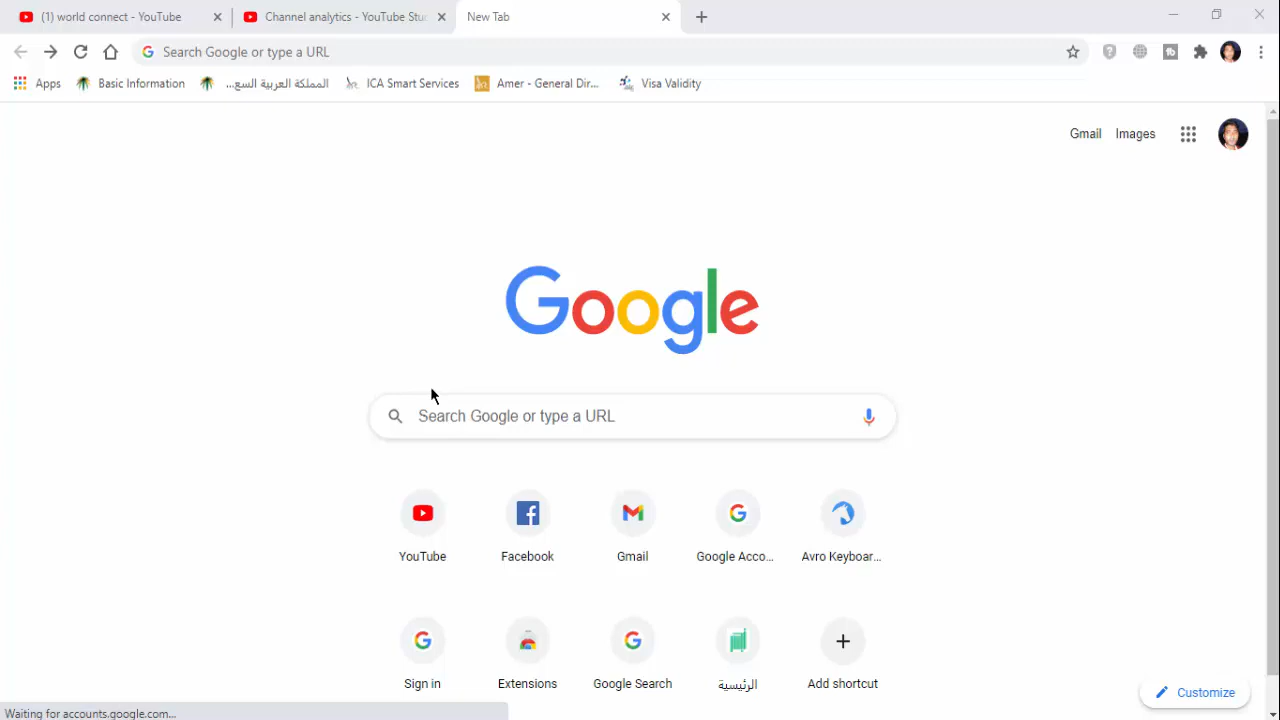 (1) world connect - YouTube
Channel analytics - YouTube Stu
New Tab
Search Google or type a URL
Apps
Basic Information
المملكة العربية السع...
ICA Smart Services
Amer - General Dir...
Visa Validity
Gmail
Images
Google
Search Google or type a URL
YouTube
Facebook
Gmail
Google Acco...
Avro Keyboar...
Sign in
Extensions
Google Search
الرئيسية
Add shortcut
Customize
Waiting for accounts.google.com...